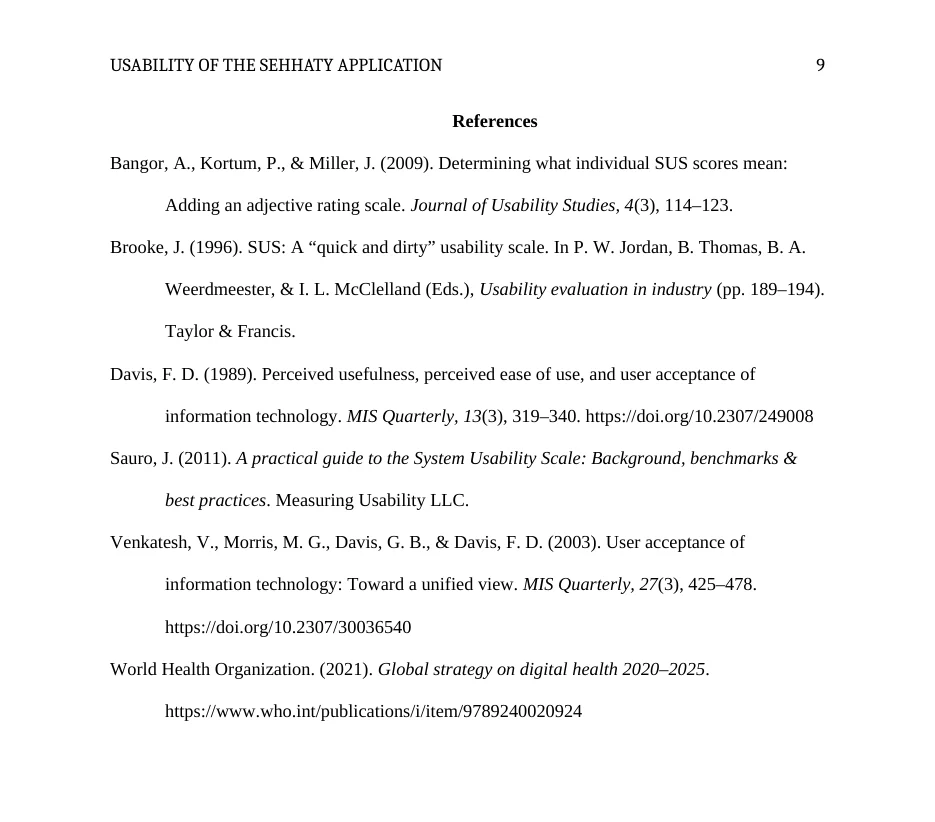 USABILITY OF THE SEHHATY APPLICATION 9
References
Bangor, A., Kortum, P., & Miller, J. (2009). Determining what individual SUS scores mean:
Adding an adjective rating scale. Journal of Usability Studies, 4(3), 114–123.
Brooke, J. (1996). SUS: A “quick and dirty” usability scale. In P. W. Jordan, B. Thomas, B. A.
Weerdmeester, & I. L. McClelland (Eds.), Usability evaluation in industry (pp. 189–194).
Taylor & Francis.
Davis, F. D. (1989). Perceived usefulness, perceived ease of use, and user acceptance of
information technology. MIS Quarterly, 13(3), 319–340. https://doi.org/10.2307/249008
Sauro, J. (2011). A practical guide to the System Usability Scale: Background, benchmarks &
best practices. Measuring Usability LLC.
Venkatesh, V., Morris, M. G., Davis, G. B., & Davis, F. D. (2003). User acceptance of
information technology: Toward a unified view. MIS Quarterly, 27(3), 425–478.
https://doi.org/10.2307/30036540
World Health Organization. (2021). Global strategy on digital health 2020–2025.
https://www.who.int/publications/i/item/9789240020924